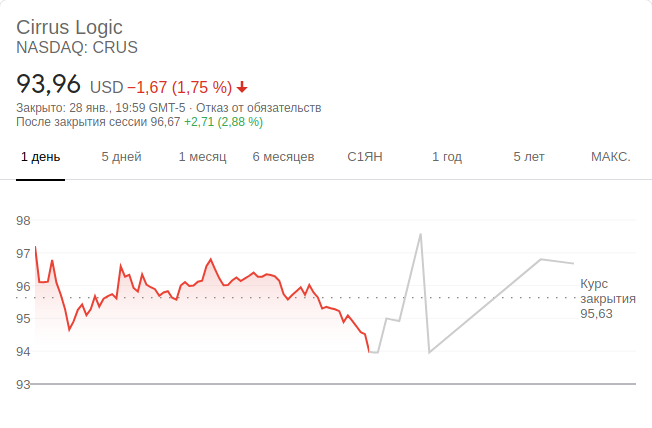 Cirrus Logic
NASDAQ: CRUS
93,96 USD −1,67 (1,75 %)
Закрыто: 28 янв., 19:59 GMT-5 · Отказ от обязательств
После закрытия сессии 96,67 +2,71 (2,88 %)
1 день 5 дней 1 месяц 6 месяцев С1ЯН 1 год 5 лет МАКС.
98
97
96
95
94
93
Курс
закрытия
95,63